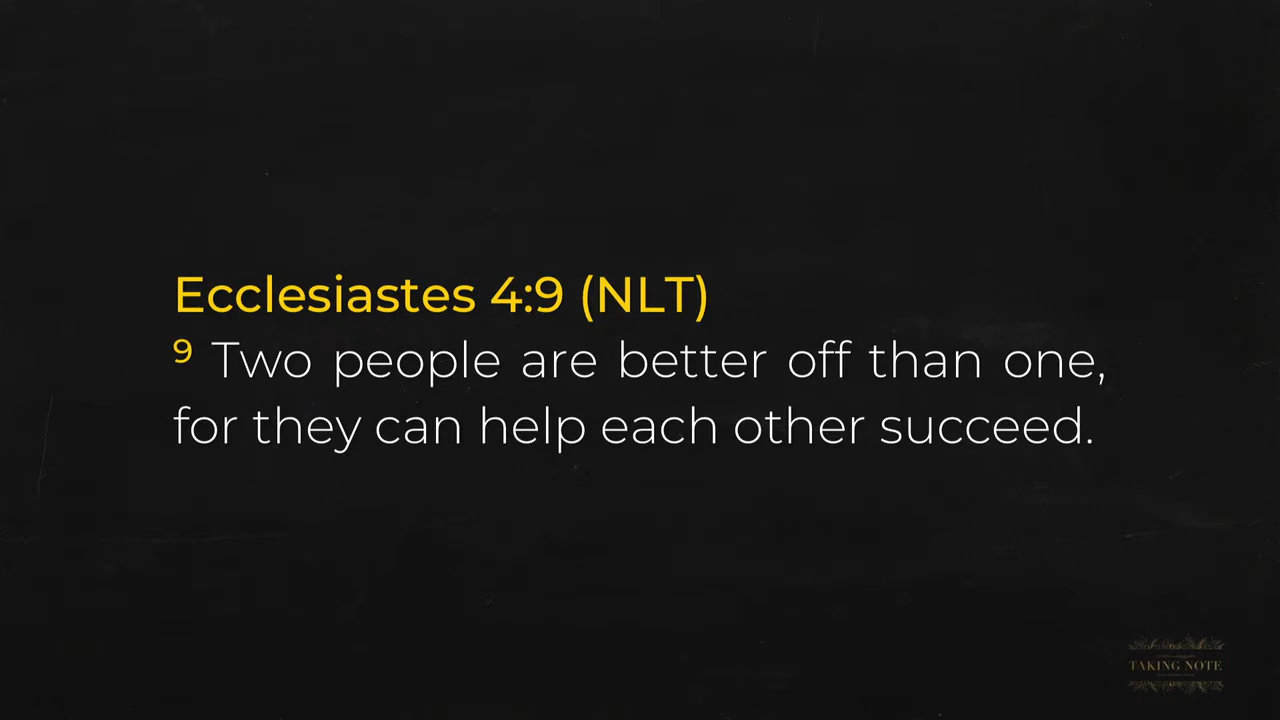 Ecclesiastes 4:9 (NLT)
9 Two people are better off than one,
for they can help each other succeed.
TAKING NOTE